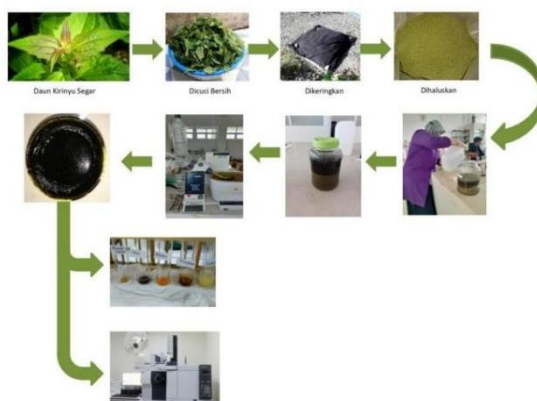 Daun Kirinyu Segar
Dicuci Bersih
Dikeringkan
Dihaluskan